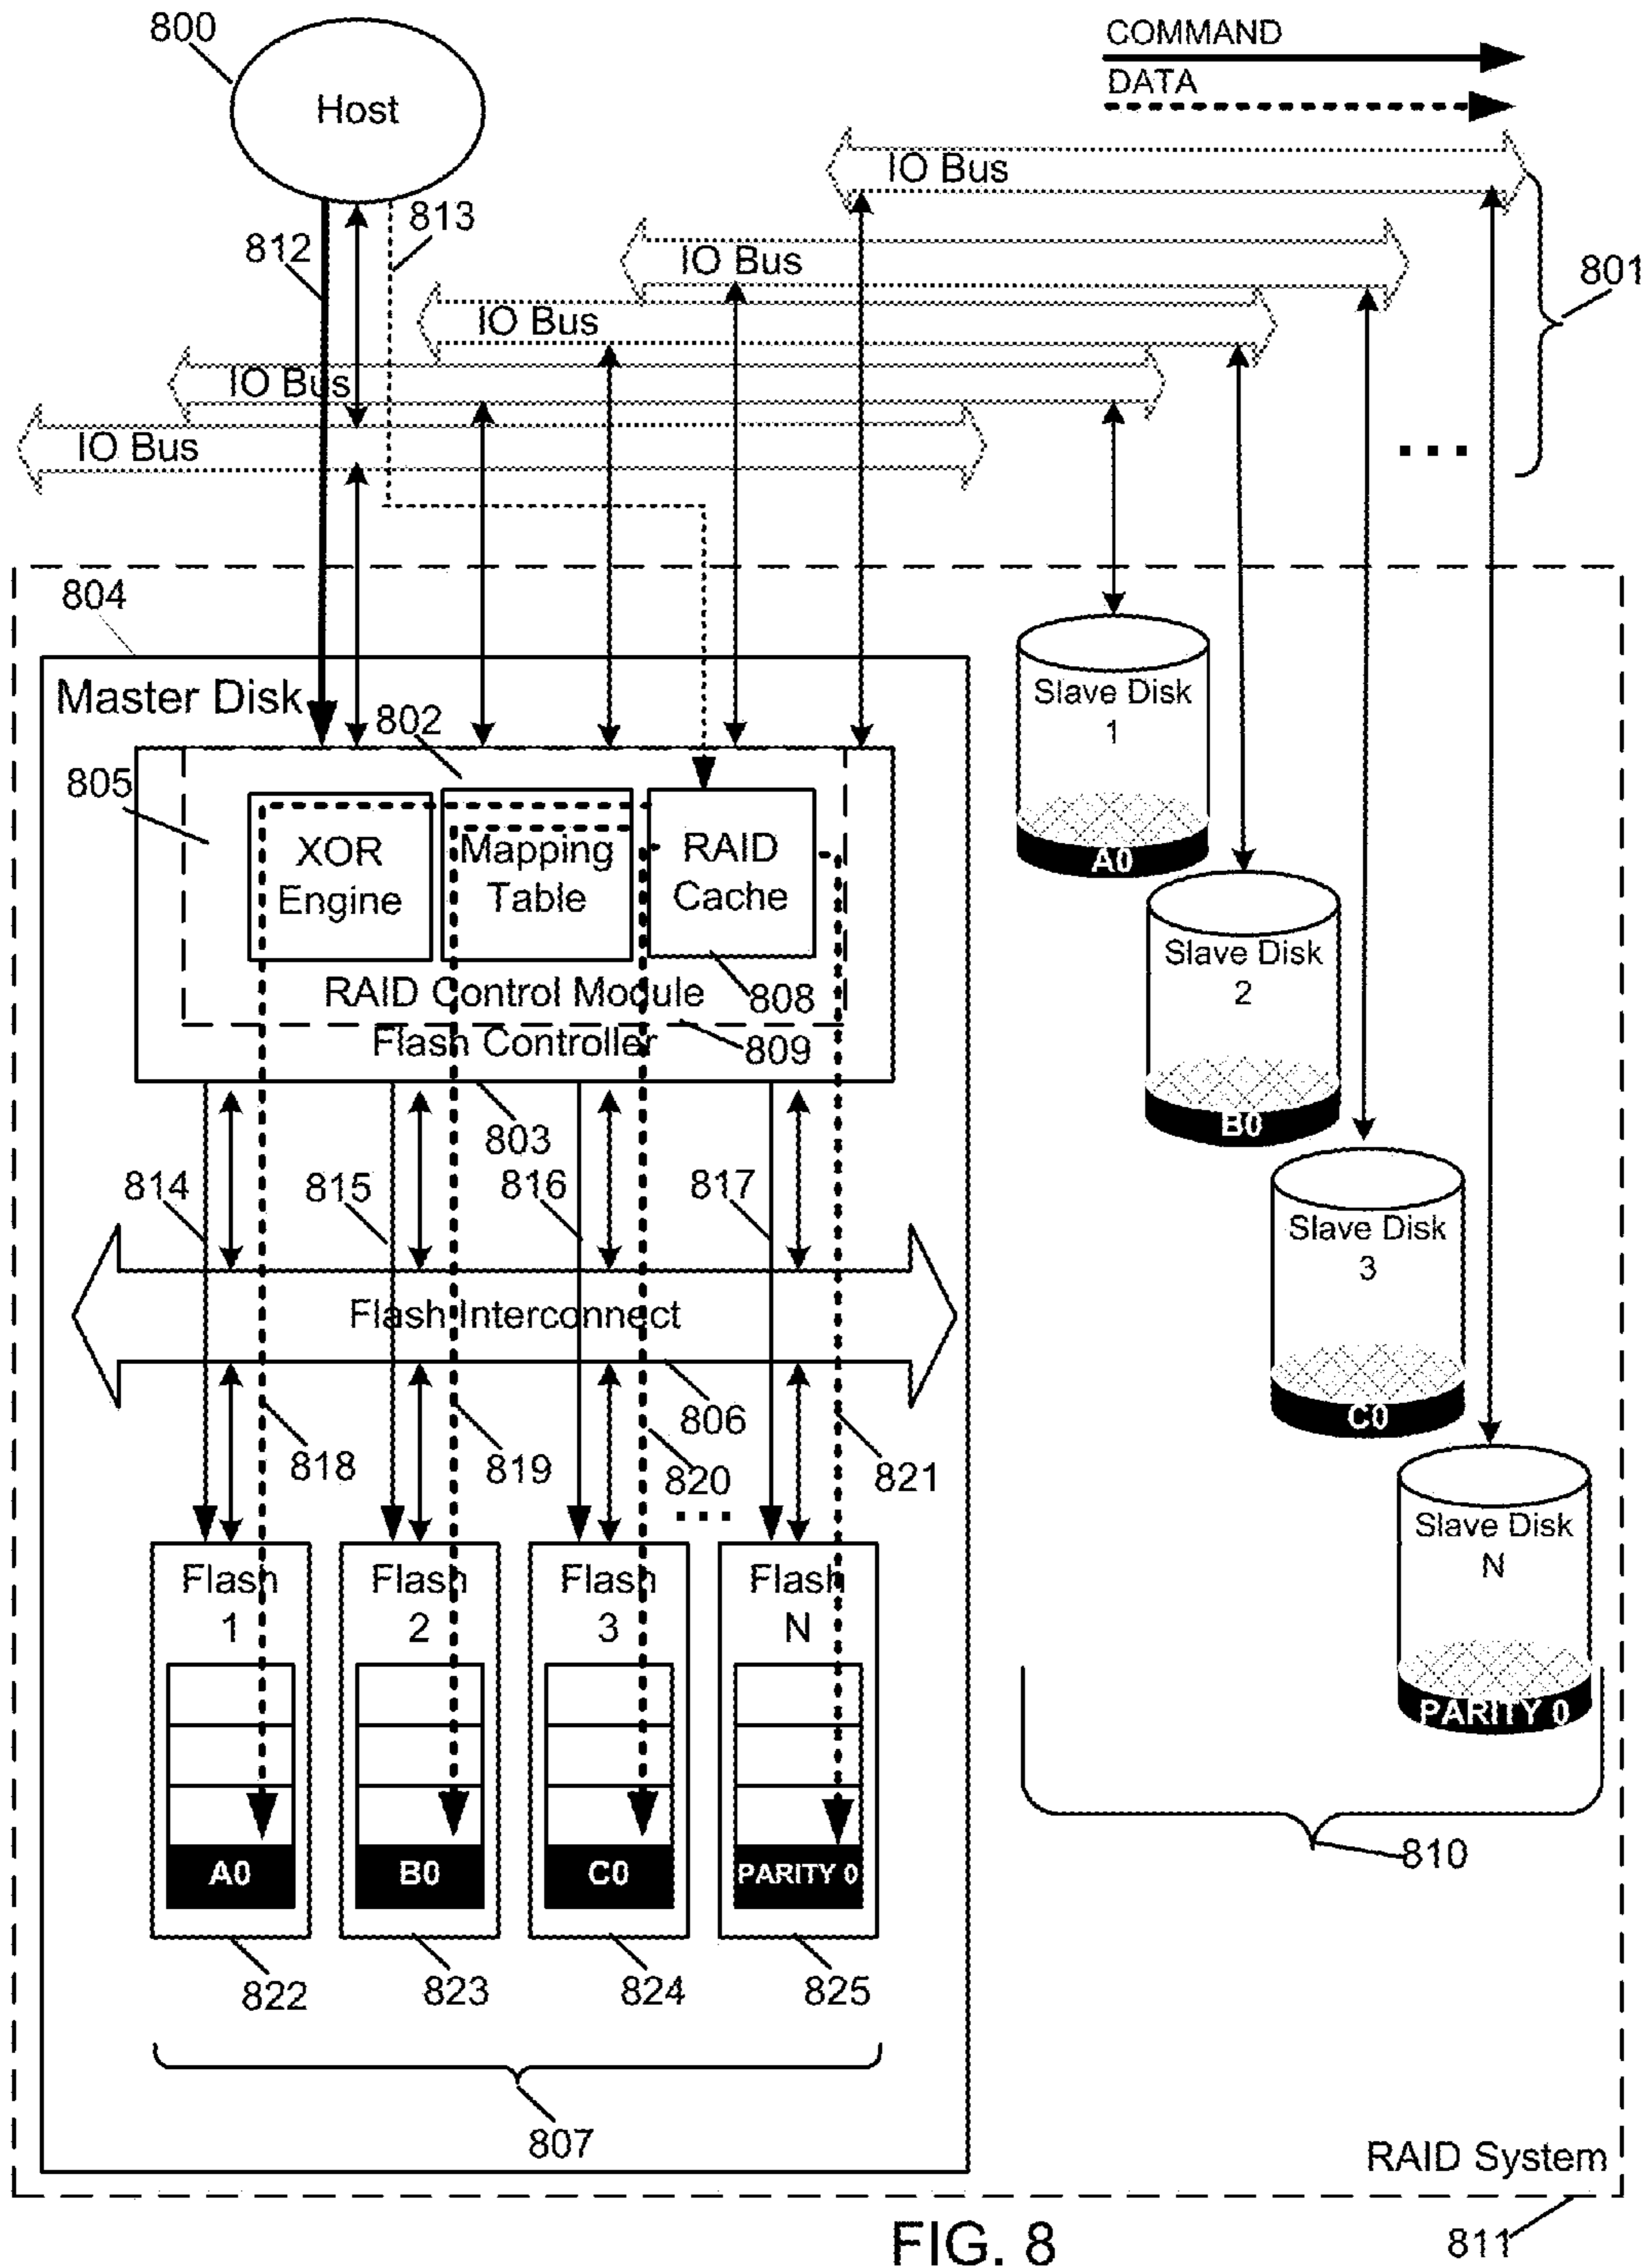 800
Host
COMMAND
DATA
IO Bus
812
813
IO Bus
801
IO Bus
IO Bus
IO Bus
...
804
Master Disk
802
805
XOR
Engine
Mapping
Table
RAID
Cache
RAID Control Module
808
Flash Controller
809
803
814
815
816
817
Flash Interconnect
806
818
819
820
821
...
Flash
1
Flash
2
Flash
3
Flash
N
A0
B0
C0
PARITY 0
822
823
824
825
807
Slave Disk
1
A0
Slave Disk
2
B0
Slave Disk
3
C0
Slave Disk
N
PARITY 0
810
RAID System
811
FIG. 8